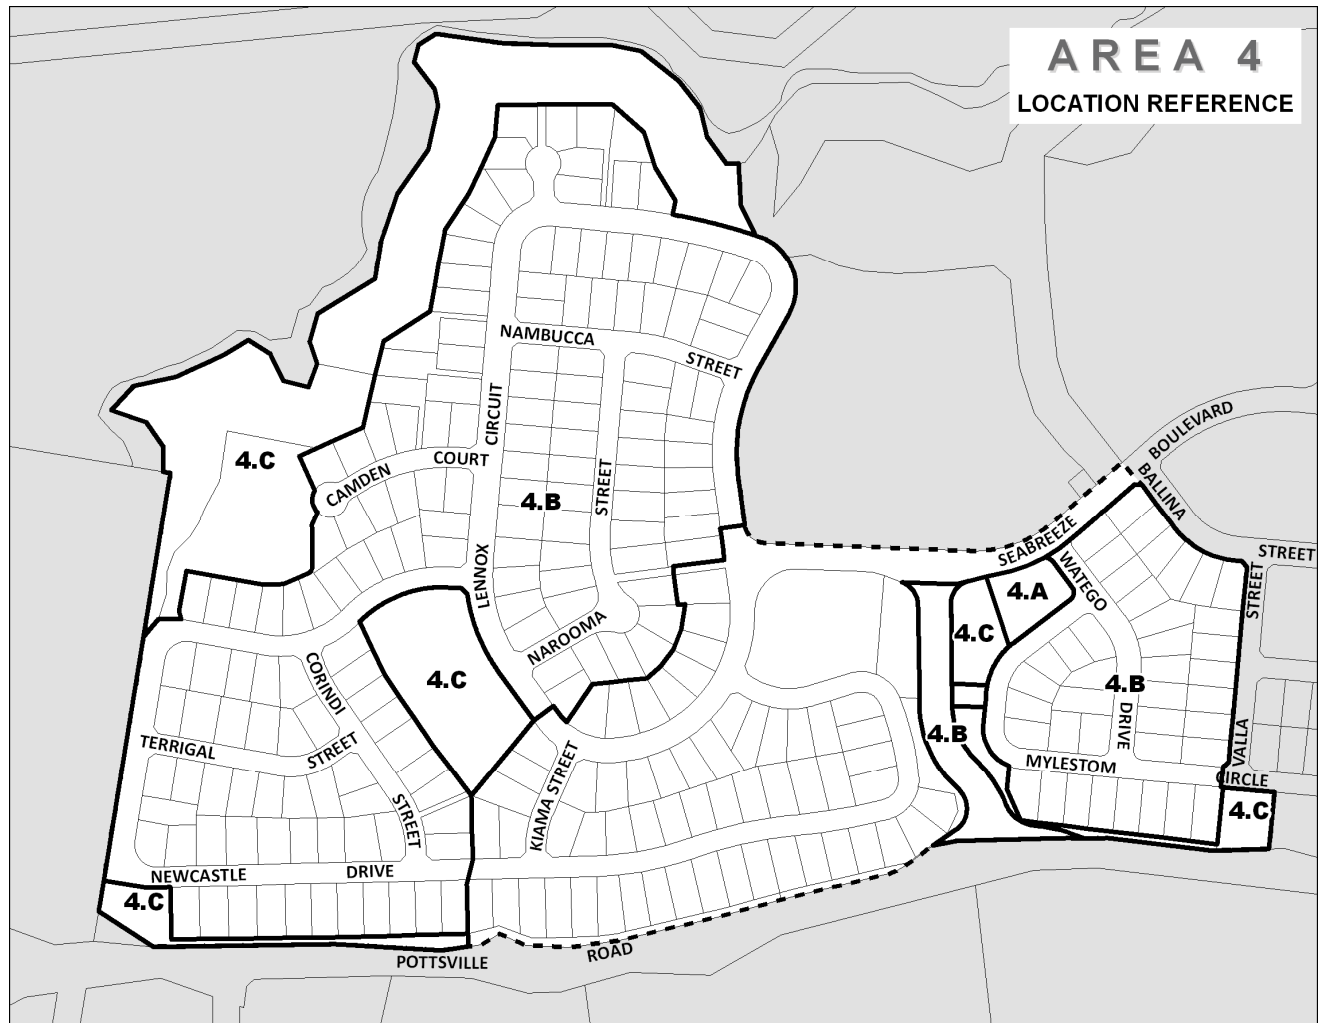 AREA 4
LOCATION REFERENCE
NAMBUCCA
STREET
CIRCUIT
BOULEVARD
4.C
COURT
CAMDEN
4.B
STREET
BALLINA
SEABREEZE
STREET
LENNOX
WATEGO
STREET
4.A
NAROOMA
4.C
CORINDI
4.C
4.B
DRIVE
4.B
TERRIGAL
STREET
VALLA
MYLESTOM
CIRCLE
KIAMA STREET
STREET
4.C
NEWCASTLE
DRIVE
4.C
POTTSVILLE
ROAD